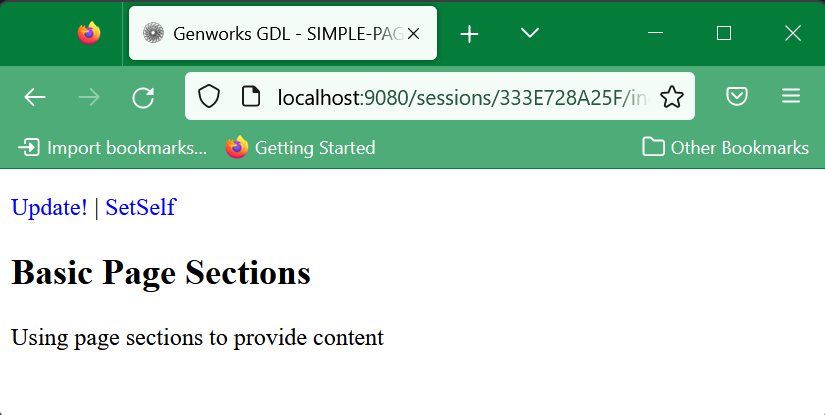 Genworks GDL - SIMPLE-PAG
localhost:9080/sessions/333E728A25F/in
Import bookmarks... Getting Started Other Bookmarks
Update! | SetSelf
Basic Page Sections
Using page sections to provide content